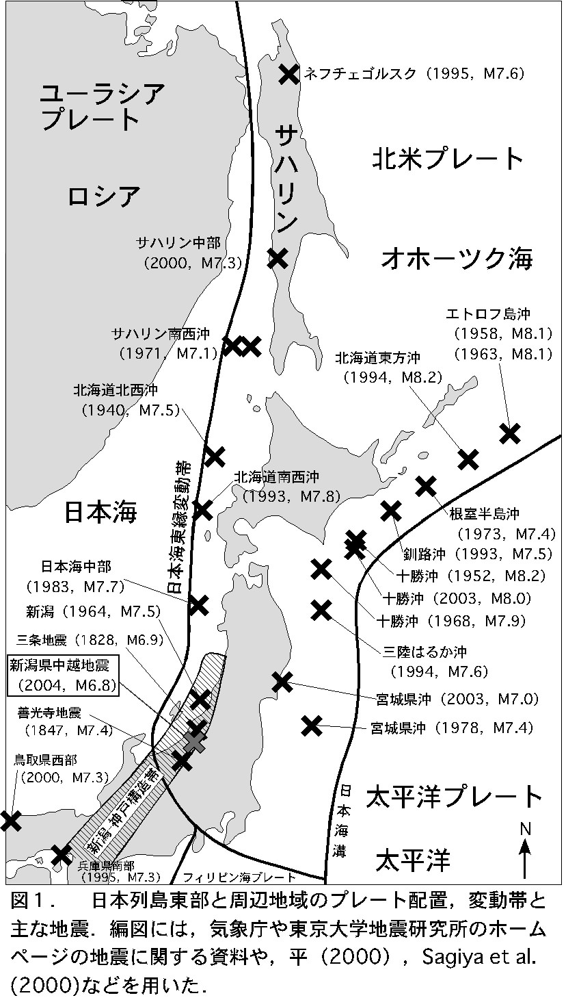 ネフチェゴルスク（1995，M7.6）
ユーラシア
プレート
サハリン
北米プレート
ロシア
サハリン中部
（2000，M7.3）
オホーツク海
エトロフ島沖
（1958，M8.1）
（1963，M8.1）
サハリン南西沖
（1971，M7.1）
北海道東方沖
（1994，M8.2）
北海道北西沖
（1940，M7.5）
日本海東縁変動帯
北海道南西沖
（1993，M7.8）
日本海
根室半島沖
（1973，M7.4）
釧路沖（1993，M7.5）
日本海中部
（1983，M7.7）
十勝沖（1952，M8.2）
十勝沖（2003，M8.0）
新潟（1964，M7.5）
十勝沖（1968，M7.9）
三条地震（1828，M6.9）
三陸はるか沖
（1994，M7.6）
新潟県中越地震
（2004，M6.8）
宮城県沖（2003，M7.0）
善光寺地震
（1847，M7.4）
宮城県沖（1978，M7.4）
鳥取県西部
（2000，M7.3）
新潟-神戸構造帯
日本海溝
太平洋プレート
N
太平洋
兵庫県南部
（1995，M7.3）
フィリピン海プレート
図１．　日本列島東部と周辺地域のプレート配置，変動帯と
主な地震．編図には，気象庁や東京大学地震研究所のホーム
ページの地震に関する資料や，平（2000），Sagiya et al.
(2000)などを用いた．